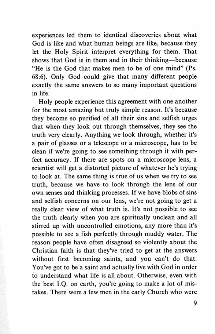 experiences led them to identical discoveries about what
God is like and what human beings are like, because they
let the Holy Spirit interpret everything for them. That
shows that God is in them and in their thinking—because
"He is the God that makes men to be of one mind" (Ps.
68:6). Only God could give that many different people
exactly the same answers to so many important questions
in life.
Holy people experience this agreement with one another
for the most amazing but truly simple reason. It's because
they become so purified of all their sins and selfish urges
that when they look out through themselves, they see the
truth very clearly. Anything we look through, whether it's
a pair of glasses or a telescope or a microscope, has to be
clean if we're going to see something through it with per-
fect accuracy. If there are spots on a microscope lens, a
scientist will get a distorted picture of whatever he's trying
to look at. The same thing is true of us when we try to see
truth, because we have to look through the lens of our
own senses and thinking processes. If we have blobs of sins
and selfish concerns on our lens, we're not going to get a
really clear view of what truth is. It's not possible to see
the truth clearly when you are spiritually unclean and all
stirred up with uncontrolled emotions, any more than it's
possible to see a fish perfectly through muddy water. The
reason people have often disagreed so violently about the
Christian faith is that they've tried to get at the answers
without first becoming saints, and you can't do that.
You've got to be a saint and actually live with God in order
to understand what life is all about. Otherwise, even with
the best I.Q. on earth, you're going to make a lot of mis-
takes. There were a few men in the early Church who were
9